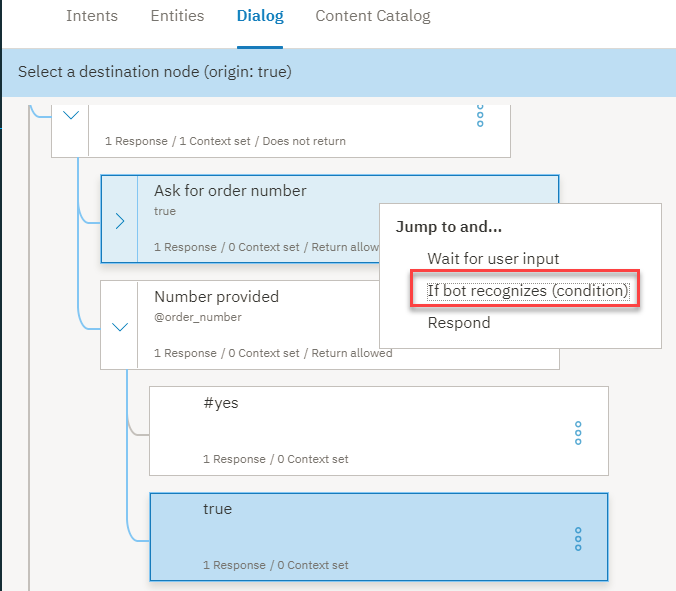 Intents Entities Dialog Content Catalog
Select a destination node (origin: true)
1 Response / 1 Context set / Does not return
Ask for order number
true
1 Response / 0 Context set / Return allow
Jump to and...
Wait for user input
If bot recognizes (condition)
Respond
Number provided
@order_number
1 Response / 0 Context set / Return allowed
#yes
1 Response / 0 Context set
true
1 Response / 0 Context set